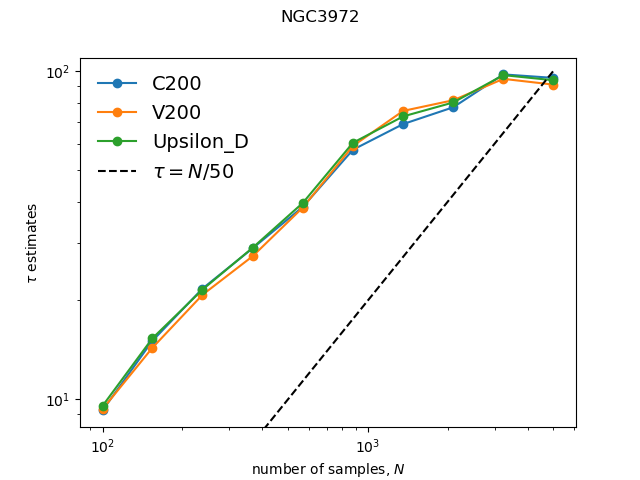 NGC3972
C200
V200
Upsilon_D
τ = N/50
10²
10¹
τ estimates
10²
10³
number of samples, N